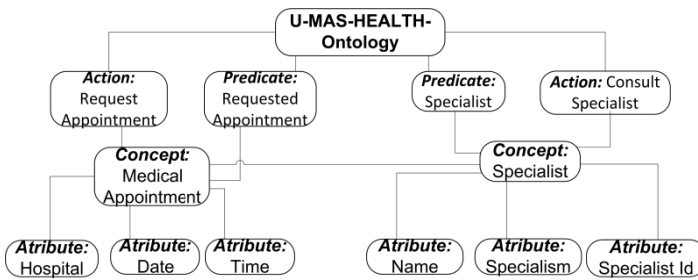 U-MAS-HEALTH-
Ontology
Action:
Request
Appointment
Predicate:
Requested
Appointment
Predicate:
Specialist
Action: Consult
Specialist
Concept:
Medical
Appointment
Concept:
Specialist
Atribute:
Hospital
Atribute:
Date
Atribute:
Time
Atribute:
Name
Atribute:
Specialism
Atribute:
Specialist Id